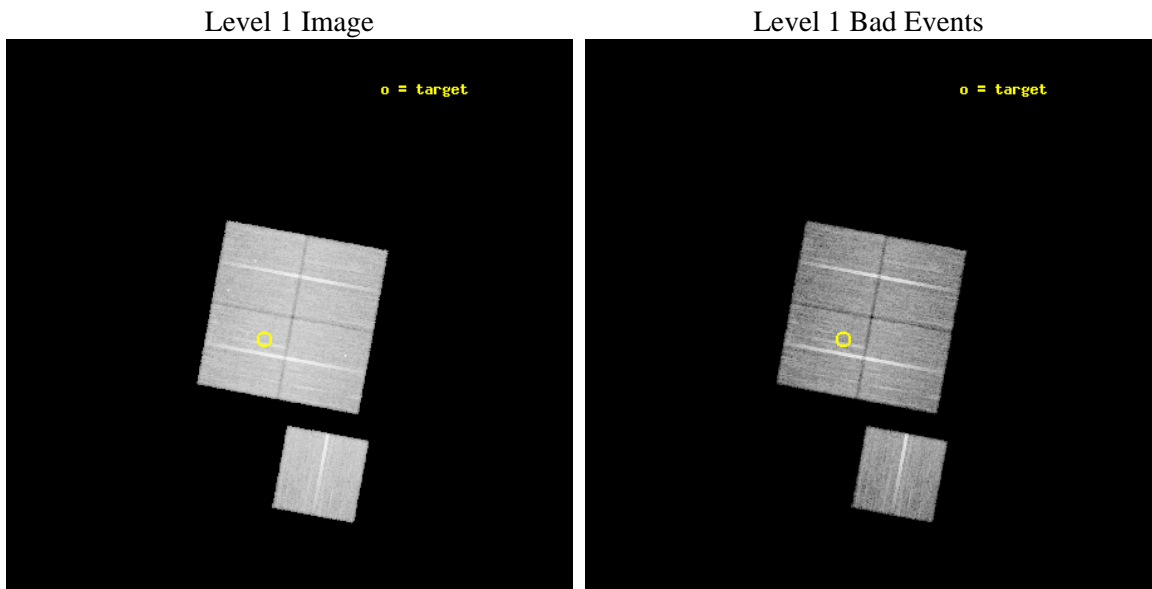 Level 1 Image
Level 1 Bad Events
o = target
o = target